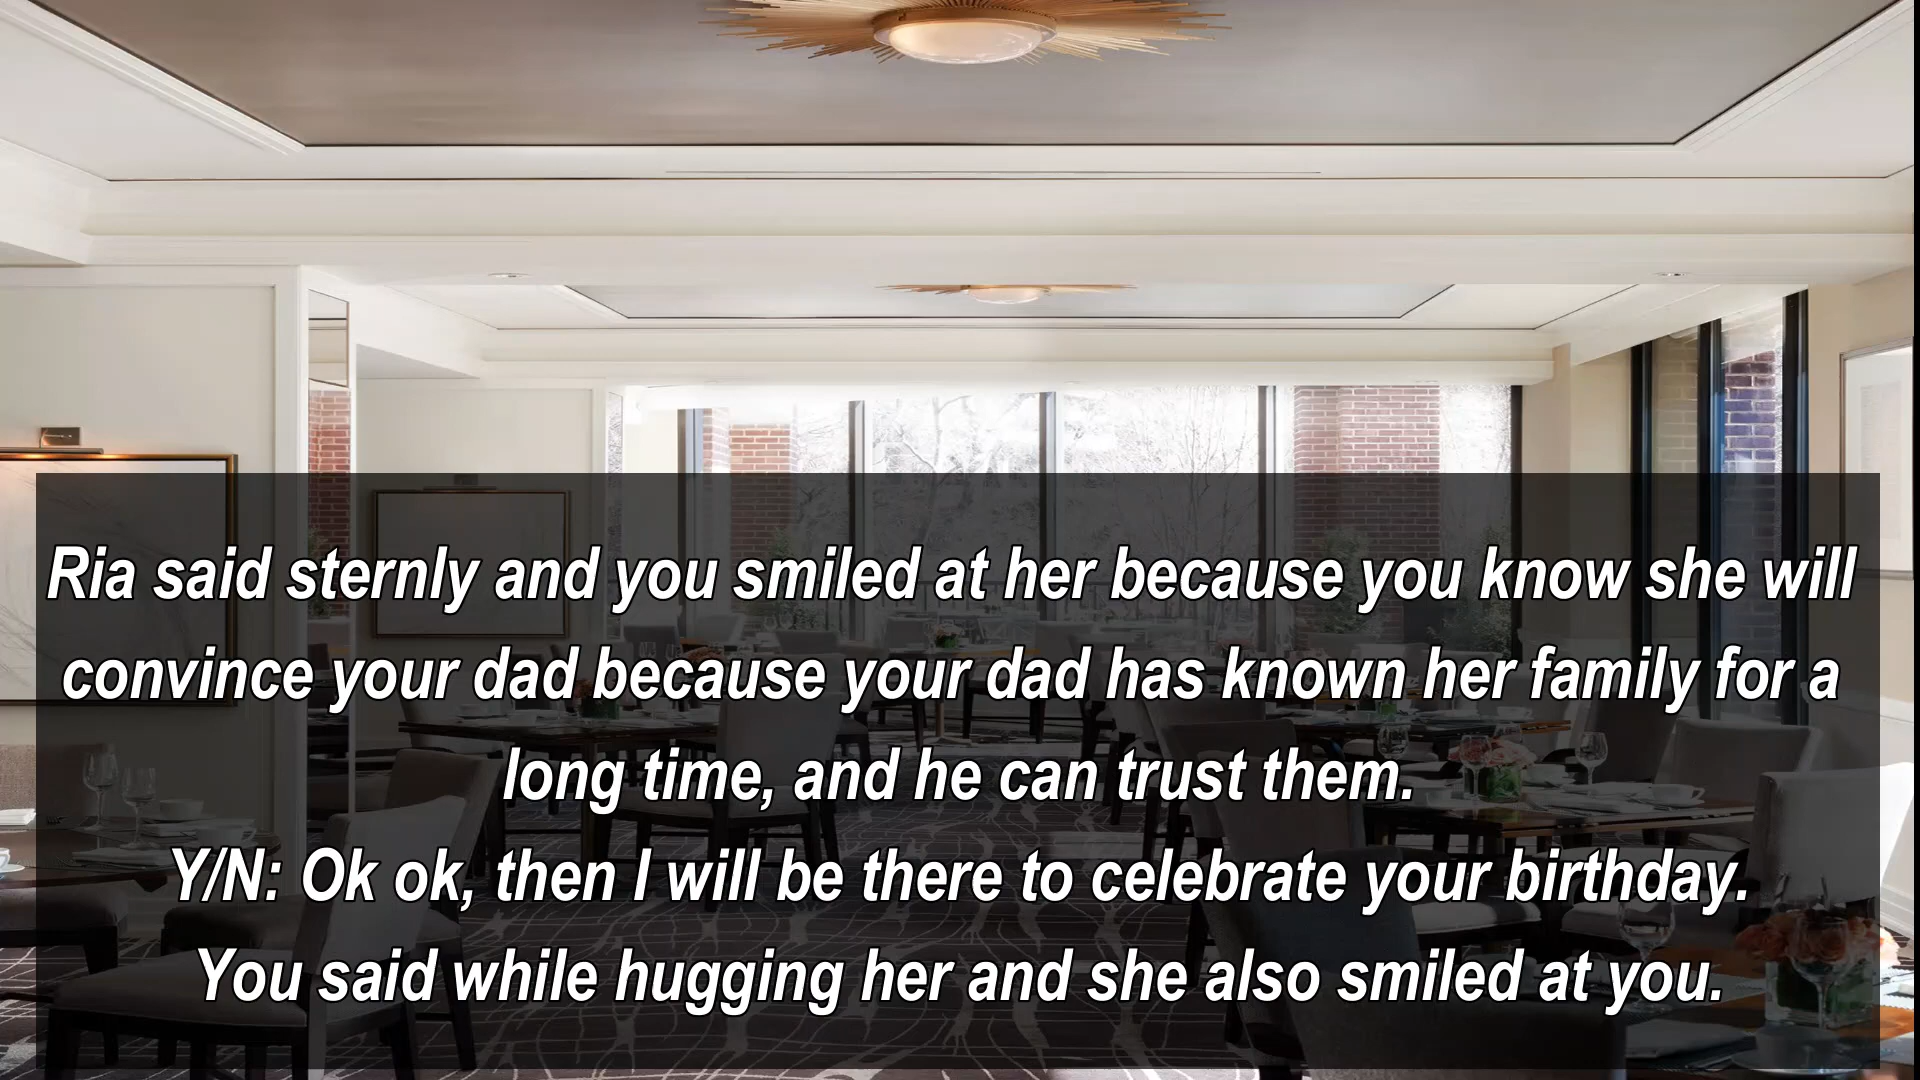 Ria said sternly and you smiled at her because you know she will
convince your dad because your dad has known her family for a
long time, and he can trust them.
Y/N: Ok ok, then I will be there to celebrate your birthday.
You said while hugging her and she also smiled at you.